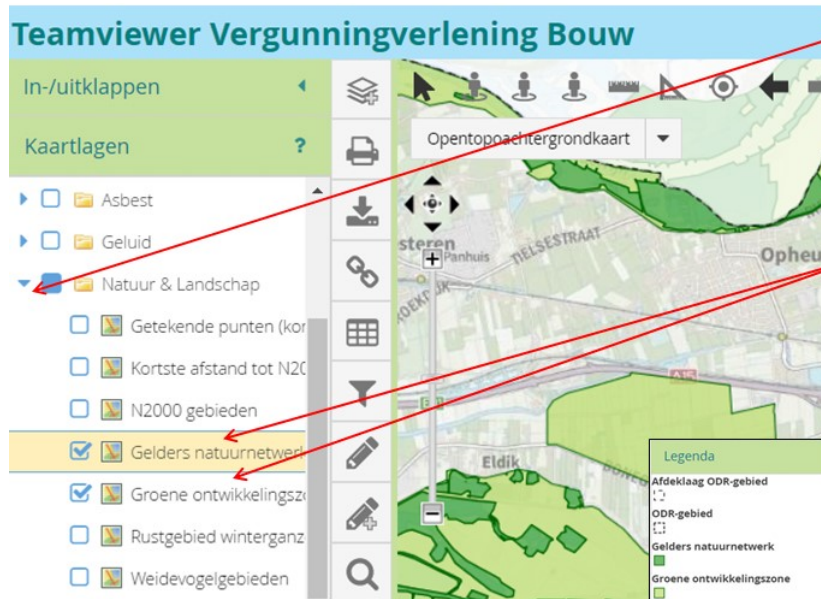 Teamviewer Vergunningverlening Bouw
In-/uitklappen
Kaartlagen ?
Opentopoachtergrondkaart
Asbest
Geluid
Natuur & Landschap
Getekende punten (kor
Kortste afstand tot N20
N2000 gebieden
Gelders natuurnetwerk
Groene ontwikkelingsz
Rustgebied winterganz
Weidevogelgebieden
steren
Panhuis
TIELSESTRAAT
Opheu
A15
Eldik
Legenda
Afdeklaag ODR-gebied
ODR-gebied
Gelders natuurnetwerk
Groene ontwikkelingszone